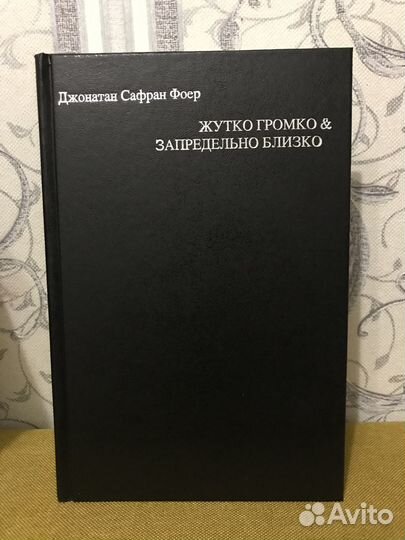 Джонатан Сафран Фоер
ЖУТКО ГРОМКО &
ЗАПРЕДЕЛЬНО БЛИЗКО
Avito